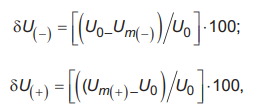 δU(−) = [(U0−Um(−))/U0]·100;
δU(+) = [((Um(+)−U0)/U0]·100,